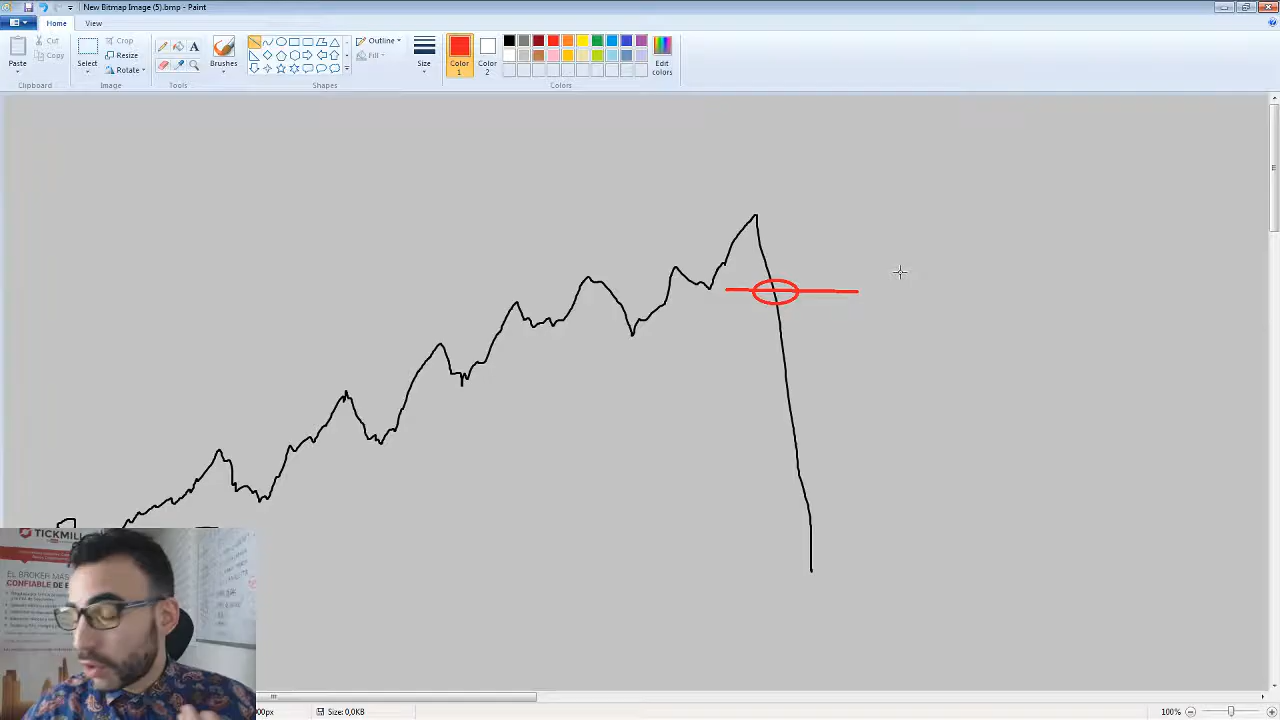 New Bitmap Image (5).bmp - Paint
Home View
Paste
Cut
Copy
Clipboard
Select
Crop
Resize
Rotate
Image
A
Tools
Brushes
Shapes
Outline
Fill
Size
Color 1
Color 2
Edit colors
Colors
TICKMILL
EL BROKER MÁS
CONFIABLE DE E
00px
Size: 0,0KB
100%